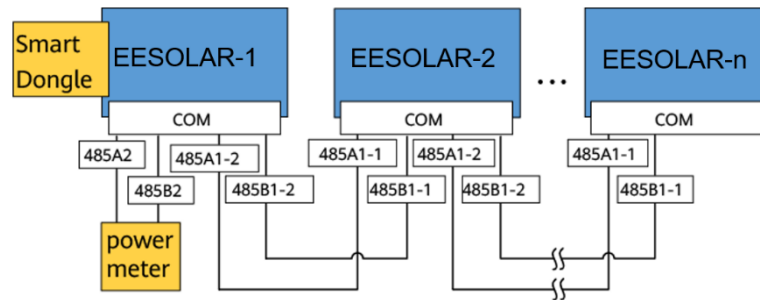 Smart
Dongle
EESOLAR-1
EESOLAR-2
...
EESOLAR-n
COM
COM
COM
485A2
485A1-2
485A1-1
485A1-2
485A1-1
485B2
485B1-2
485B1-1
485B1-2
485B1-1
power
meter